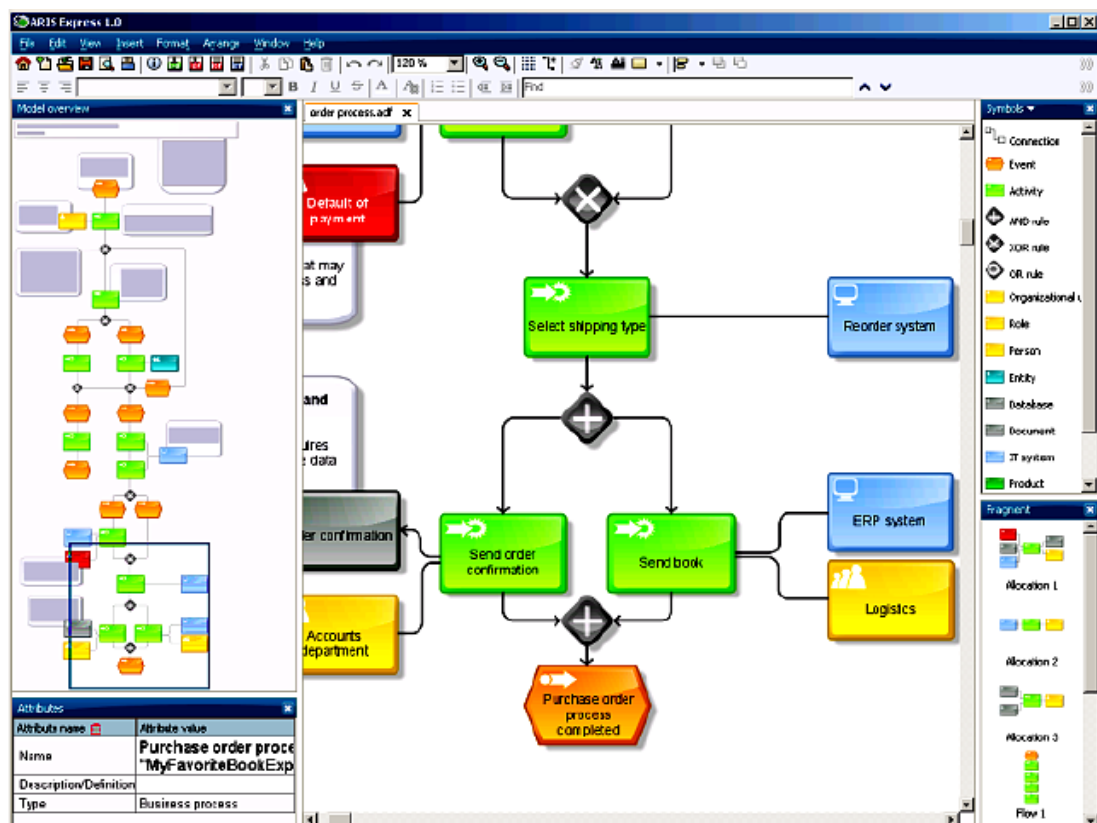 ARIS Express 1.0
File Edit View Insert Format Arrange Window Help
120 %
B I U S A
Find
Model overview
order process.adf
Default of
payment
at may
s and
Select shipping type
Reorder system
and
uires
e data
er confirmation
Send order
confirmation
Send book
ERP system
Accounts
department
Logistics
Purchase order
process
completed
Symbols
Connection
Event
Activity
AND rule
XOR rule
OR rule
Organizational u
Role
Person
Entity
Database
Document
IT system
Product
Fragment
Allocation 1
Allocation 2
Allocation 3
Flow 1
Attributes
Attribute name Attribute value
Name Purchase order proce
"MyFavoriteBookExp
Description/Definition
Type Business process